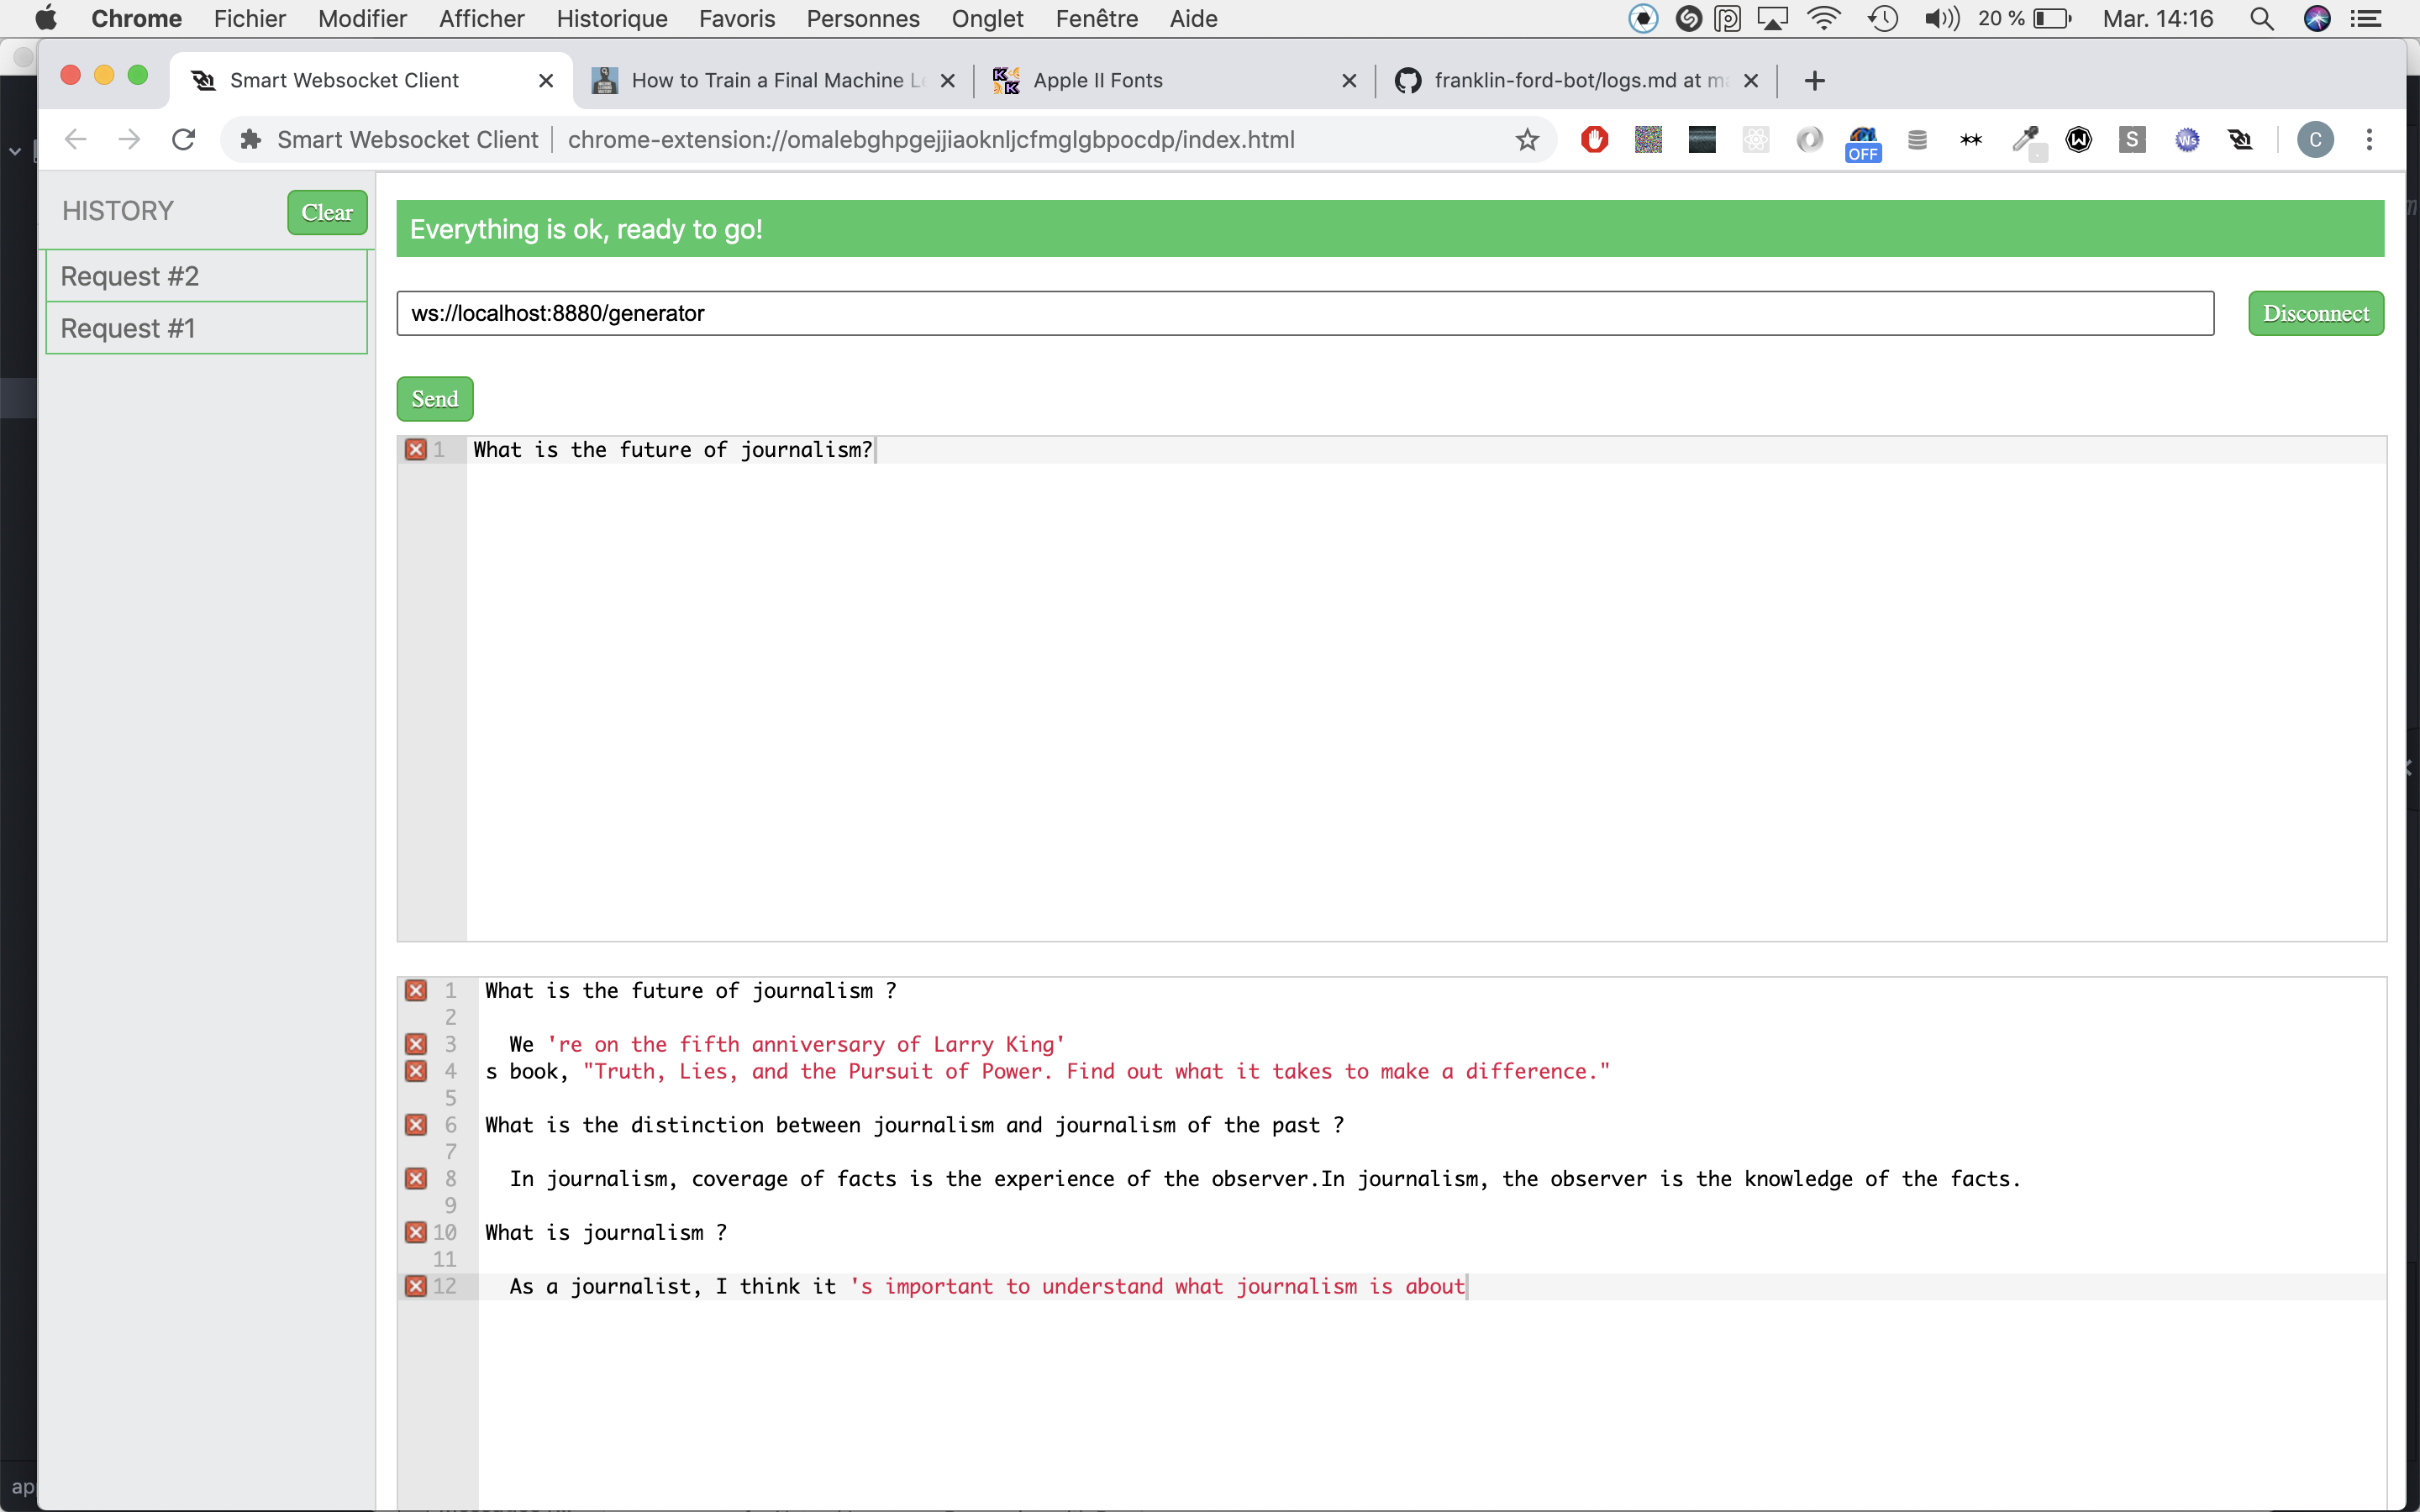 Chrome Fichier Modifier Afficher Historique Favoris Personnes Onglet Fenêtre Aide 20 % Mar. 14:16
Smart Websocket Client How to Train a Final Machine Le Apple II Fonts franklin-ford-bot/logs.md at ma
Smart Websocket Client chrome-extension://omalebghpgejjiaoknljcfmglgbpocdp/index.html OFF S Ws C
HISTORY Clear
Request #2
Request #1
Everything is ok, ready to go!
ws://localhost:8880/generator Disconnect
Send
1 What is the future of journalism?
1 What is the future of journalism ?
2
3 We 're on the fifth anniversary of Larry King'
4 s book, "Truth, Lies, and the Pursuit of Power. Find out what it takes to make a difference."
5
6 What is the distinction between journalism and journalism of the past ?
7
8 In journalism, coverage of facts is the experience of the observer.In journalism, the observer is the knowledge of the facts.
9
10 What is journalism ?
11
12 As a journalist, I think it 's important to understand what journalism is about